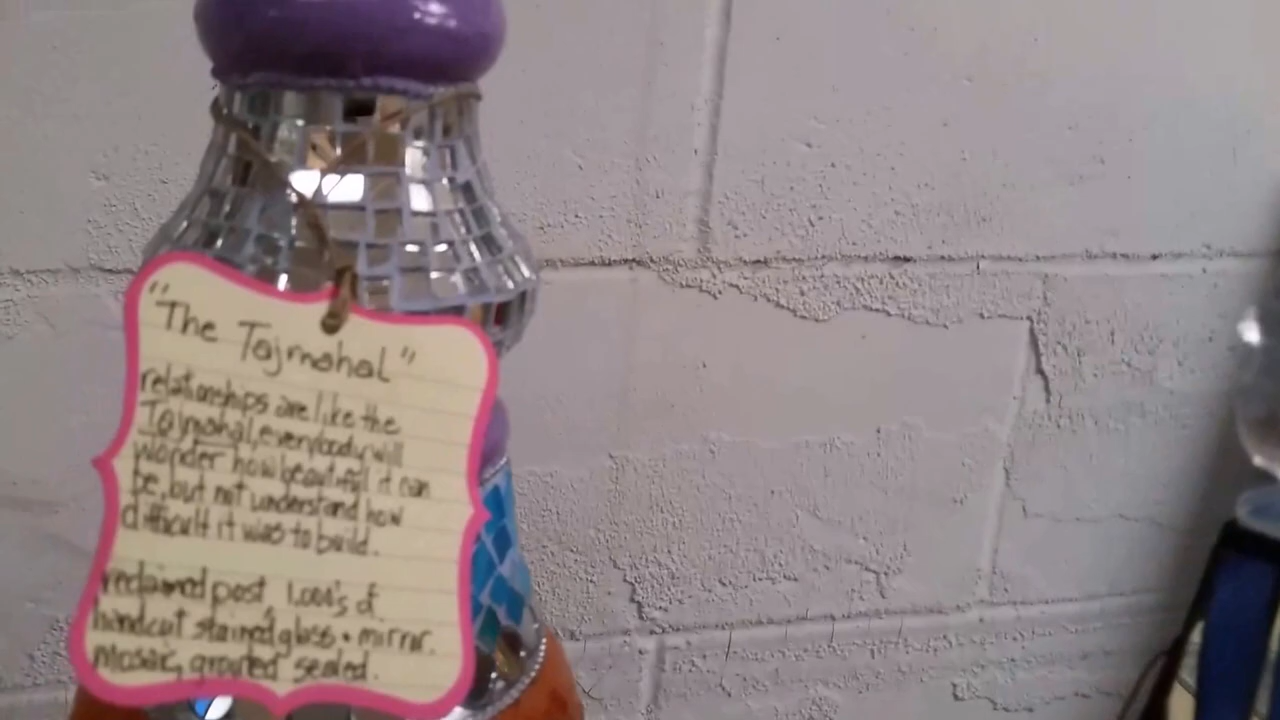 "The Tajmahal"
relationships are like the
Tajmahal, everybody will
wonder how beautiful it can
be, but not understand how
difficult it was to build.
reclaimed post, 1,000's of
handcut stained glass + mirror.
Mosaic, grouted, sealed.